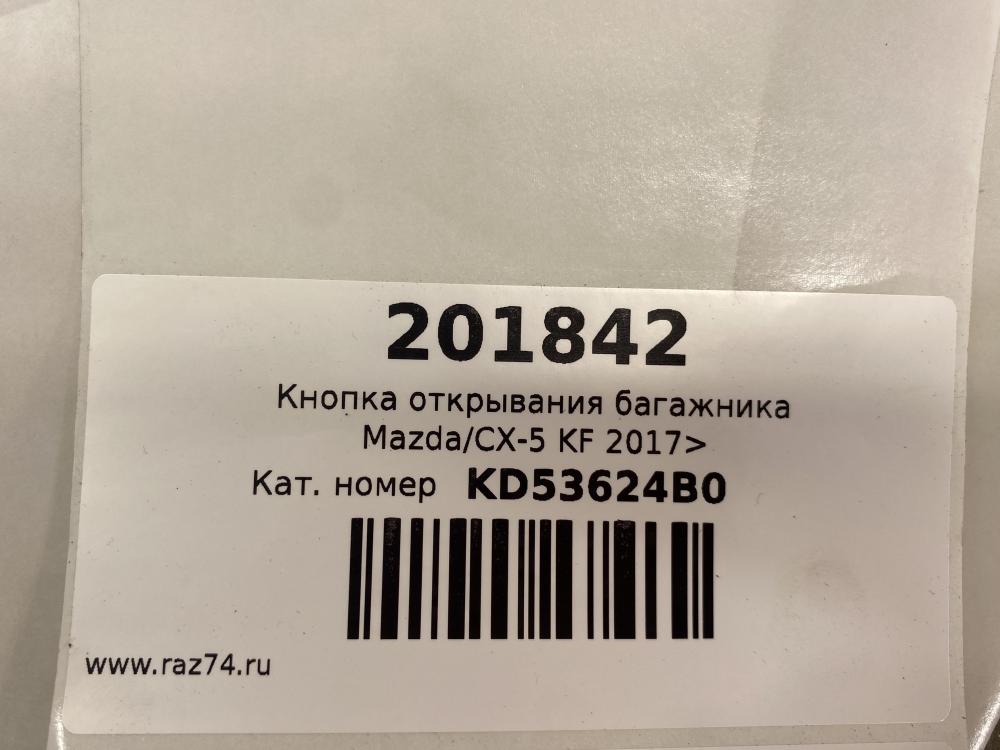 201842
Кнопка открывания багажника
Mazda/CX-5 KF 2017>
Кат. номер KD53624B0
www.raz74.ru